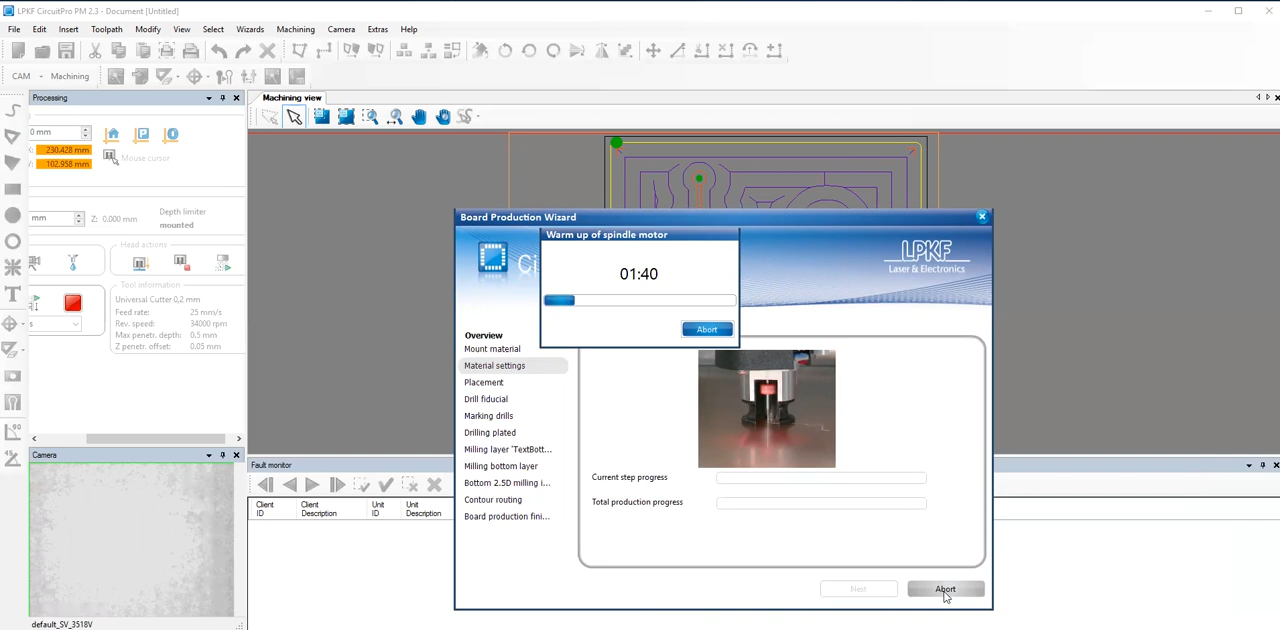 LPKF CircuitPro PM 2.3 - Document [Untitled]
File Edit Insert Toolpath Modify View Select Wizards Machining Camera Extras Help
CAM Machining
Processing
0 mm
230.428 mm
102.958 mm
Mouse cursor
mm
Z: 0.000 mm
Depth limiter
mounted
Head actions
Tool information
Universal Cutter 0,2 mm
Feed rate: 25 mm/s
Rev. speed: 34000 rpm
Max penetr. depth: 0.5 mm
Z penetr. offset: 0.05 mm
90
45
Camera
default_SV_3518V
Machining view
Board Production Wizard
Warm up of spindle motor
01:40
Abort
Ci
LPKF
Laser & Electronics
Overview
Mount material
Material settings
Placement
Drill fiducial
Marking drills
Drilling plated
Milling layer 'TextBott...
Milling bottom layer
Bottom 2.5D milling i...
Contour routing
Board production fini...
Current step progress
Total production progress
Next
Abort
Fault monitor
Client ID
Client Description
Unit ID
Unit Description